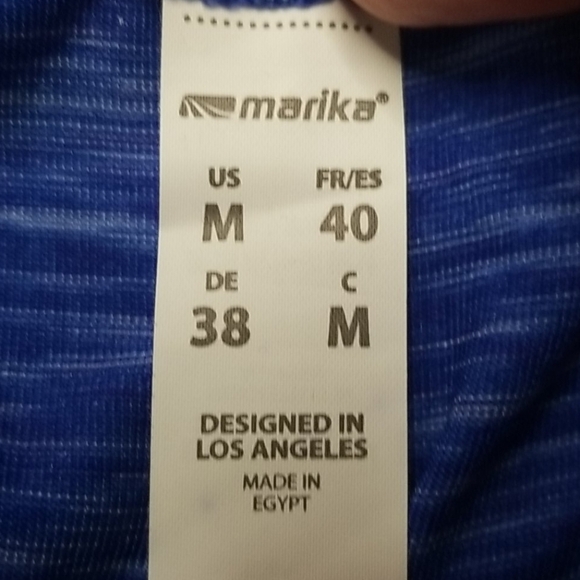 marika®
US FR/ES
M 40
DE C
38 M
DESIGNED IN
LOS ANGELES
MADE IN
EGYPT